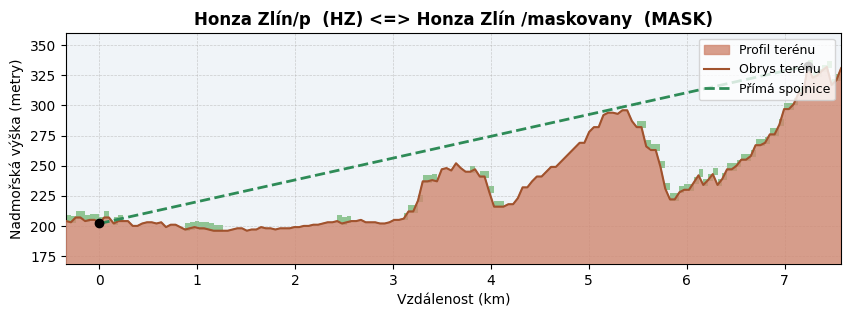 Honza Zlín/p  (HZ) <=> Honza Zlín /maskovany  (MASK)
Nadmořská výška (metry)
350
325
300
275
250
225
200
175
Profil terénu
Obrys terénu
Přímá spojnice
0 1 2 3 4 5 6 7
Vzdálenost (km)